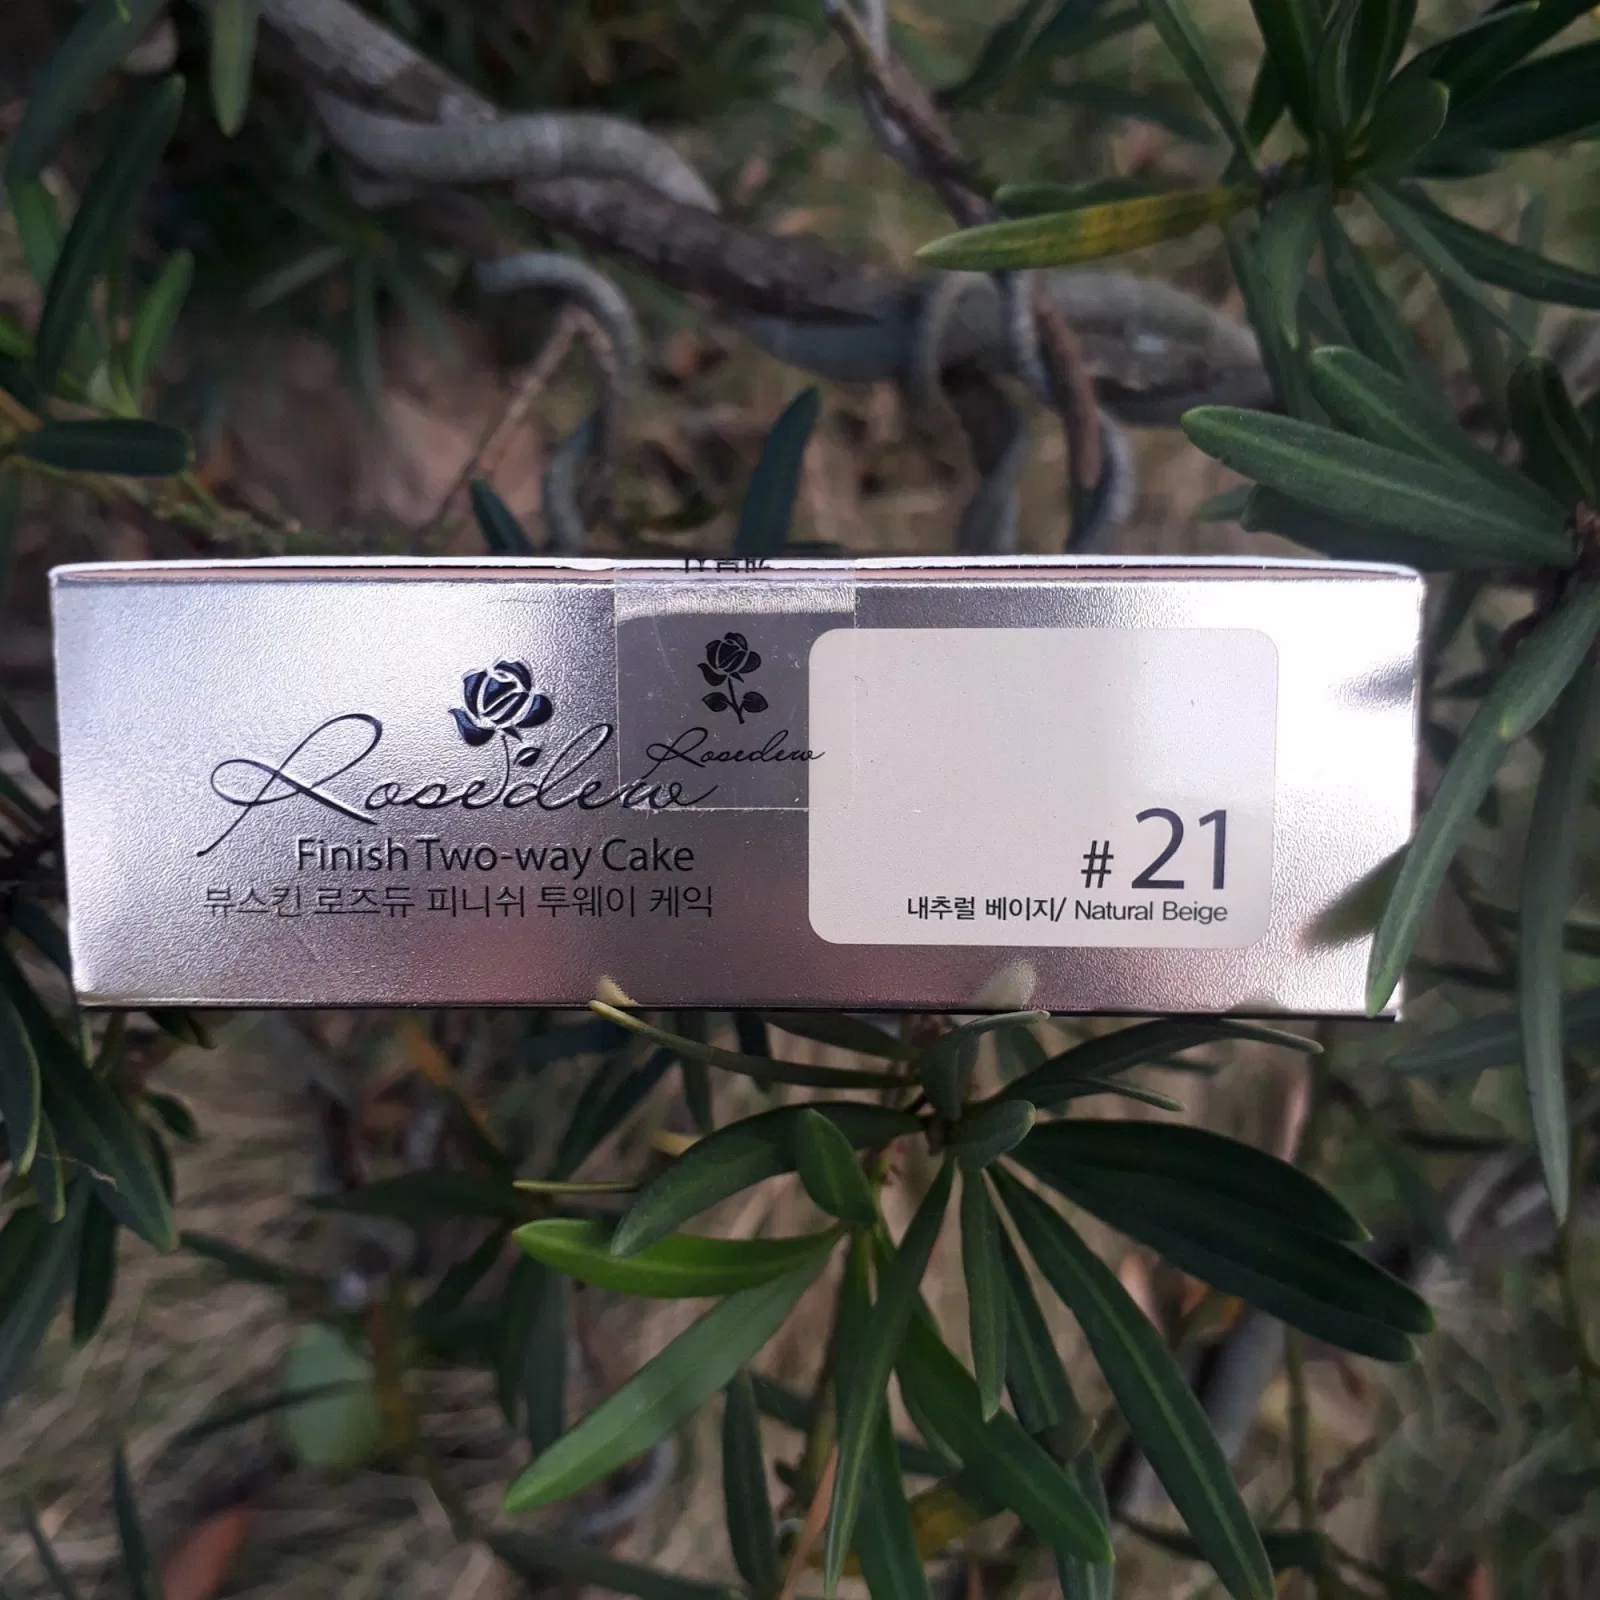 Rosedew
Rosedew
Finish Two-way Cake
뷰스킨 로즈듀 피니쉬 투웨이 케익
# 21
내추럴 베이지/ Natural Beige